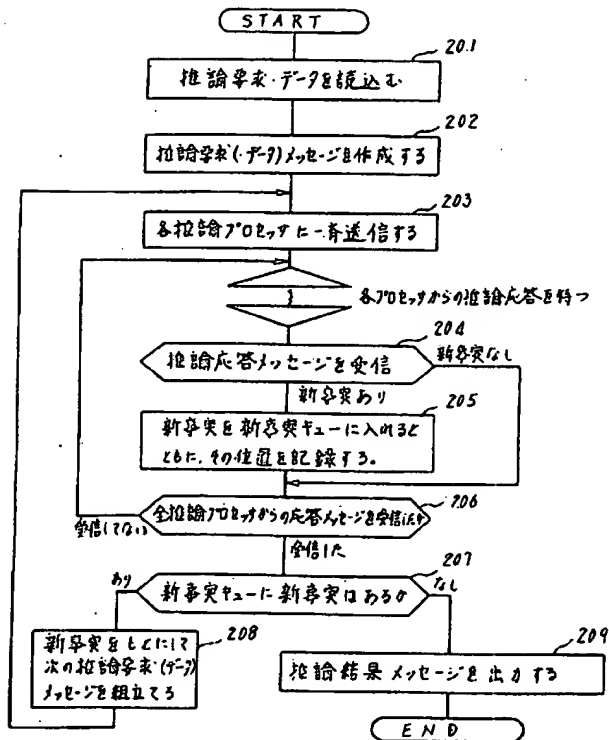 START
201
推論要求・データを読込む
202
推論要求(・データ)メッセージを作成する
203
各推論プロセッサに一斉送信する
各プロセッサからの推論応答を待つ
204
推論応答メッセージを受信
新事実なし
新事実あり
205
新事実を新事実キューに入れると
ともに、その位置を記録する。
206
全推論プロセッサからの応答メッセージを受信したか
受信してない
受信した
207
新事実キューに新事実はあるか
あり
なし
208
新事実をもとにして
次の推論要求(データ)
メッセージを組立てる
209
推論結果メッセージを出力する
END